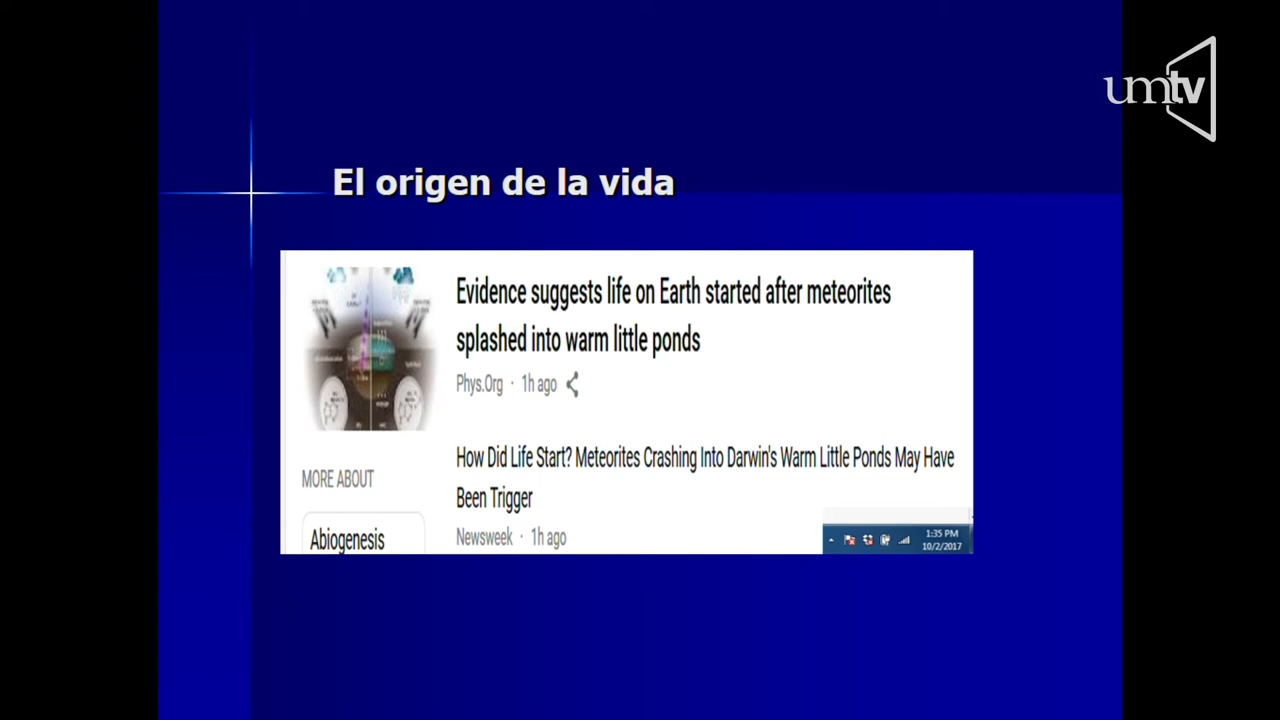 umtv
El origen de la vida
Evidence suggests life on Earth started after meteorites
splashed into warm little ponds
Phys.Org · 1h ago
How Did Life Start? Meteorites Crashing Into Darwin's Warm Little Ponds May Have
Been Trigger
Newsweek · 1h ago
MORE ABOUT
Abiogenesis
1:35 PM
10/2/2017